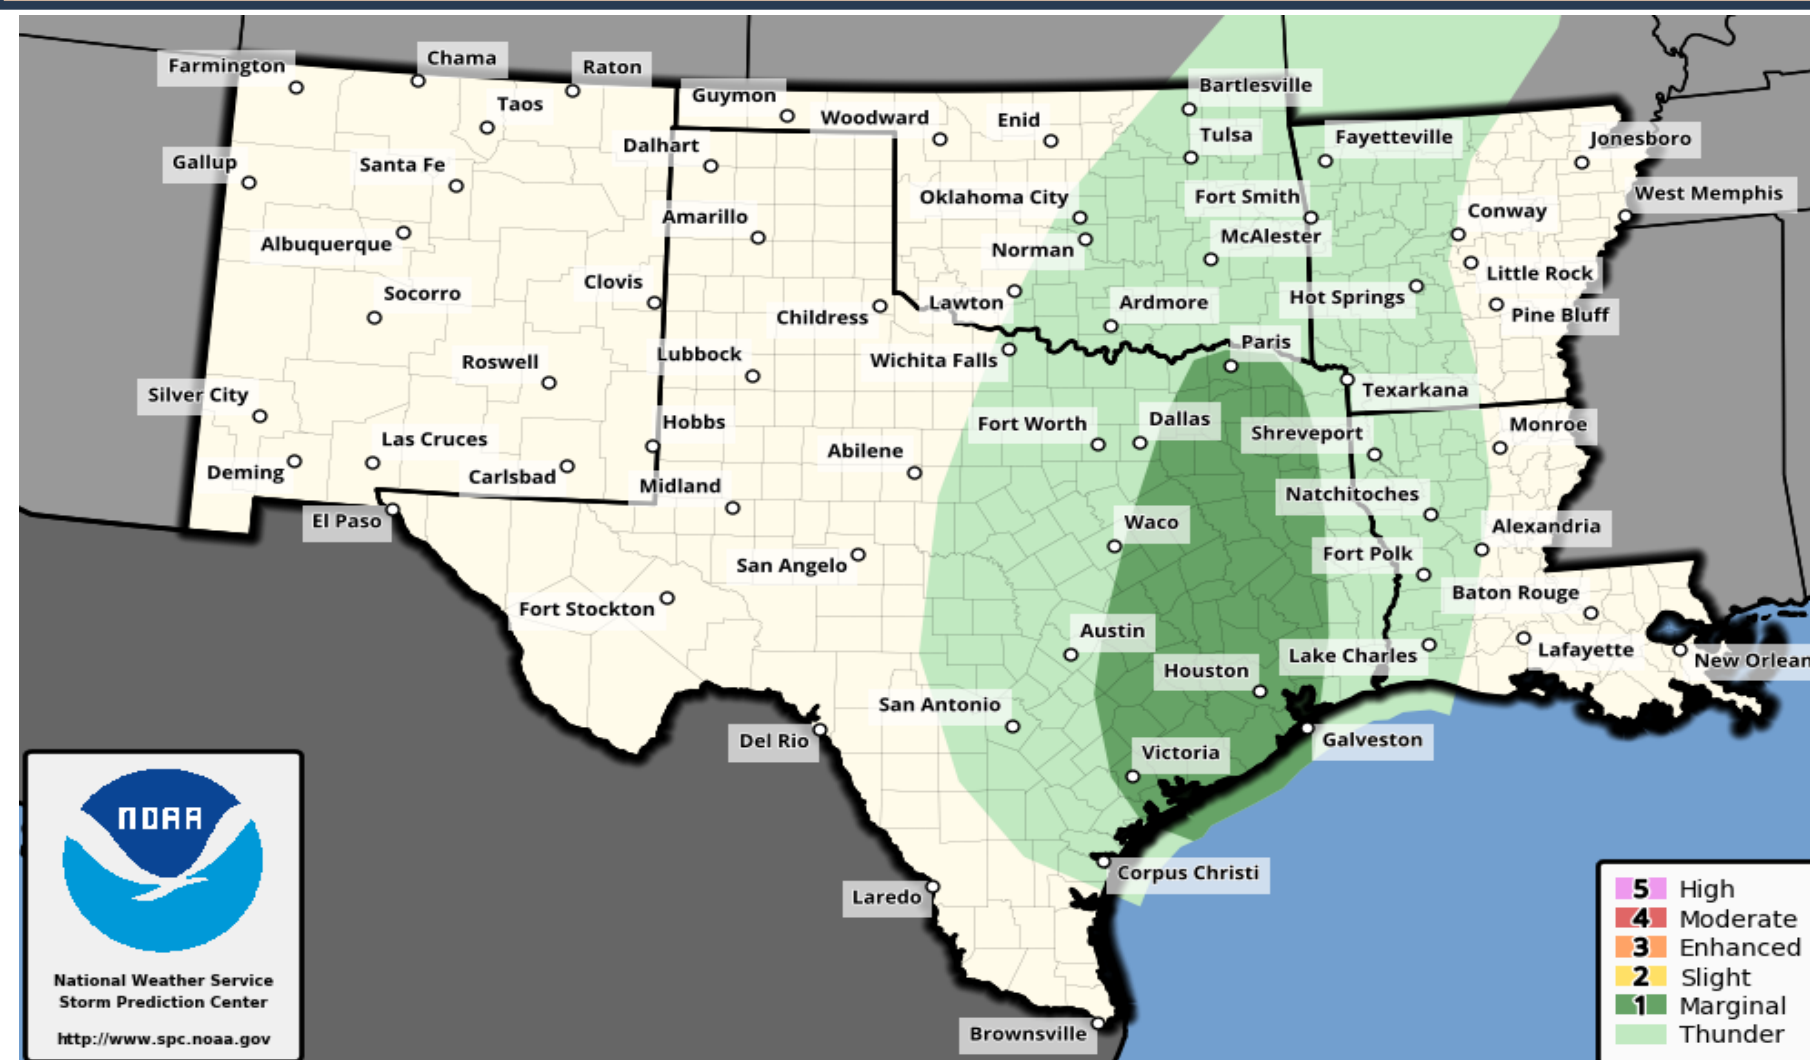 Farmington
Chama
Raton
Taos
Guymon
Woodward
Enid
Bartlesville
Tulsa
Fayetteville
Jonesboro
Gallup
Santa Fe
Dalhart
Oklahoma City
Fort Smith
Conway
West Memphis
Albuquerque
Amarillo
Norman
McAlester
Socorro
Clovis
Childress
Lawton
Ardmore
Hot Springs
Little Rock
Pine Bluff
Roswell
Lubbock
Wichita Falls
Paris
Texarkana
Silver City
Las Cruces
Hobbs
Abilene
Fort Worth
Dallas
Shreveport
Monroe
Deming
Carlsbad
Midland
Natchitoches
El Paso
Waco
Alexandria
San Angelo
Fort Polk
Fort Stockton
Baton Rouge
Austin
Houston
Lake Charles
Lafayette
New Orlean
San Antonio
Del Rio
Victoria
Galveston
Corpus Christi
Laredo
Brownsville
NOAA
National Weather Service
Storm Prediction Center
http://www.spc.noaa.gov
5 High
4 Moderate
3 Enhanced
2 Slight
1 Marginal
Thunder